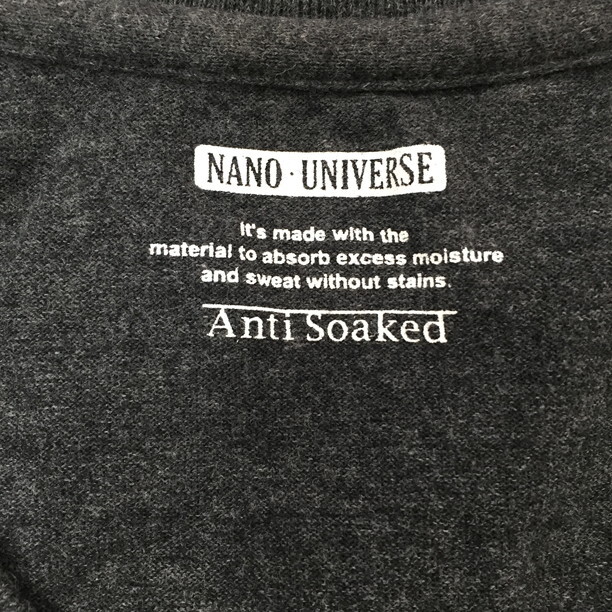 NANO · UNIVERSE
It's made with the
material to absorb excess moisture
and sweat without stains.
Anti Soaked